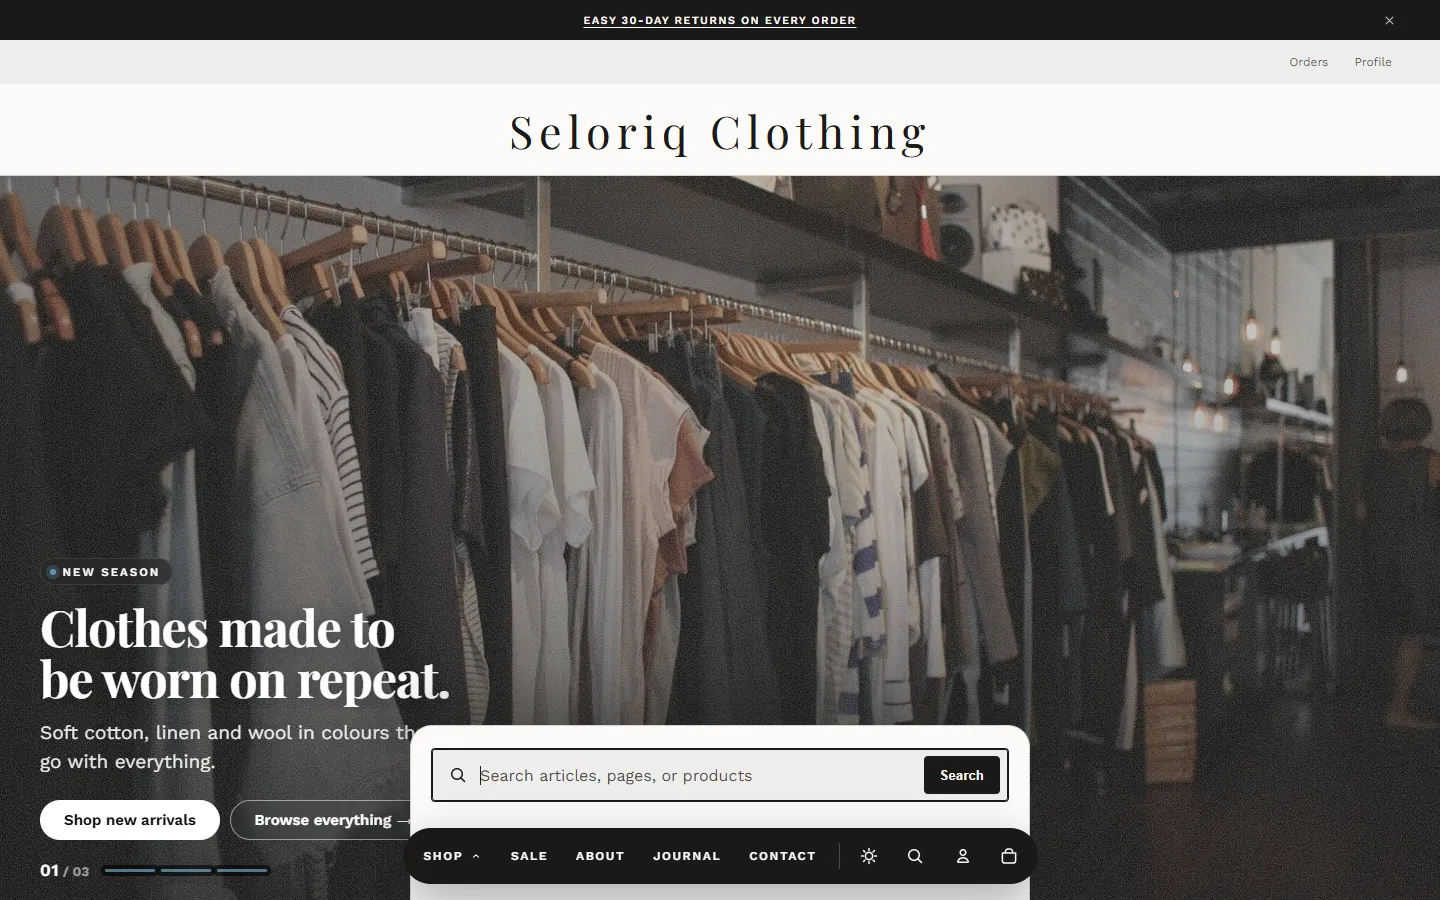 EASY 30-DAY RETURNS ON EVERY ORDER
Orders Profile
Seloriq Clothing
NEW SEASON
Clothes made to
be worn on repeat.
Soft cotton, linen and wool in colours th
go with everything.
Shop new arrivals
Browse everything →
01 / 03
Search articles, pages, or products
Search
SHOP SALE ABOUT JOURNAL CONTACT